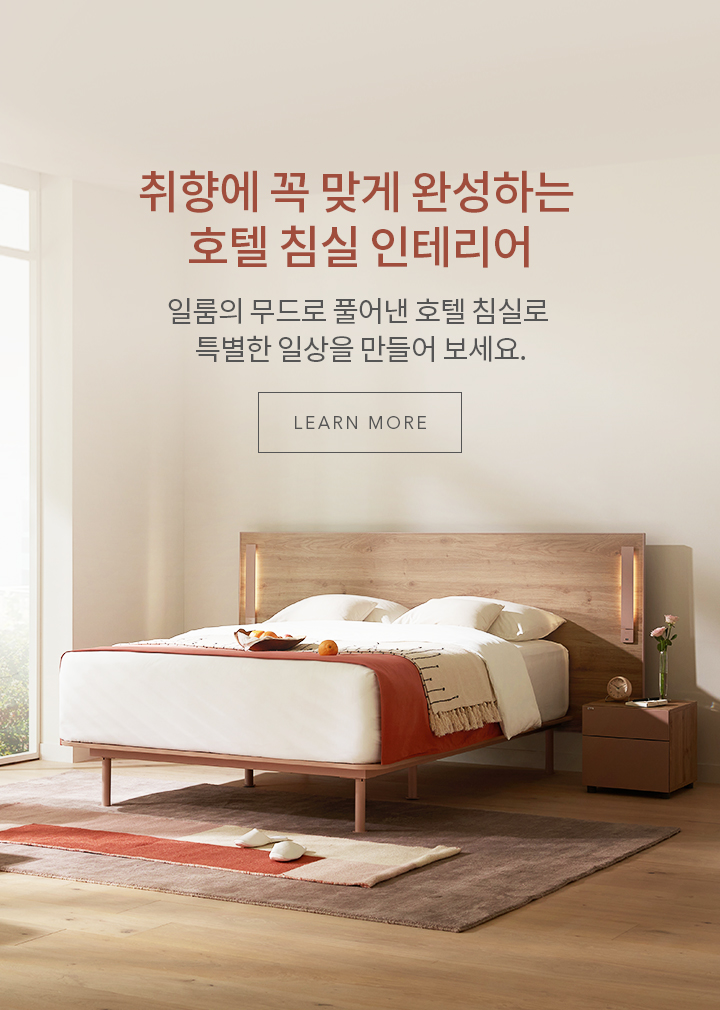 취향에 꼭 맞게 완성하는
호텔 침실 인테리어
일룸의 무드로 풀어낸 호텔 침실로
특별한 일상을 만들어 보세요.
LEARN MORE